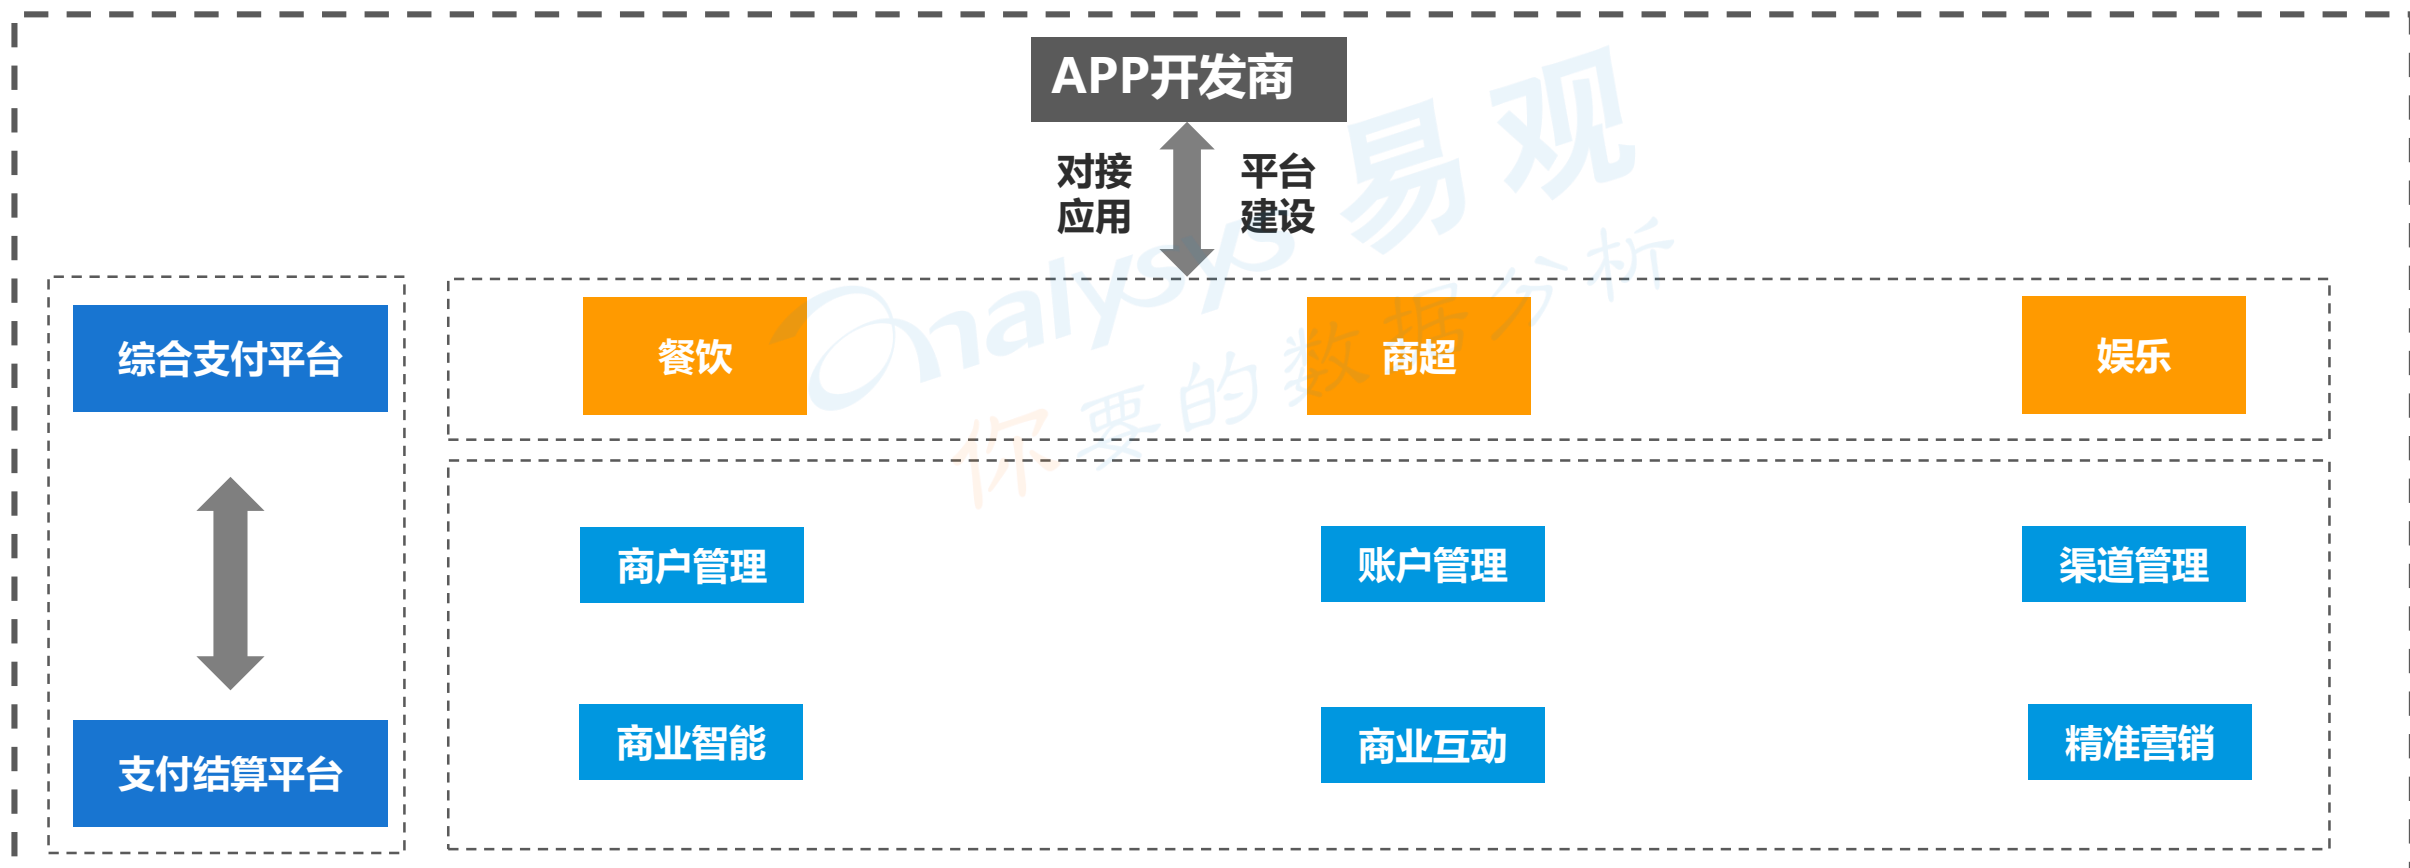 APP开发商
对接
应用
平台
建设
综合支付平台
餐饮
商超
娱乐
商户管理
账户管理
渠道管理
支付结算平台
商业智能
商业互动
精准营销
analysys 易观
你要的数据分析